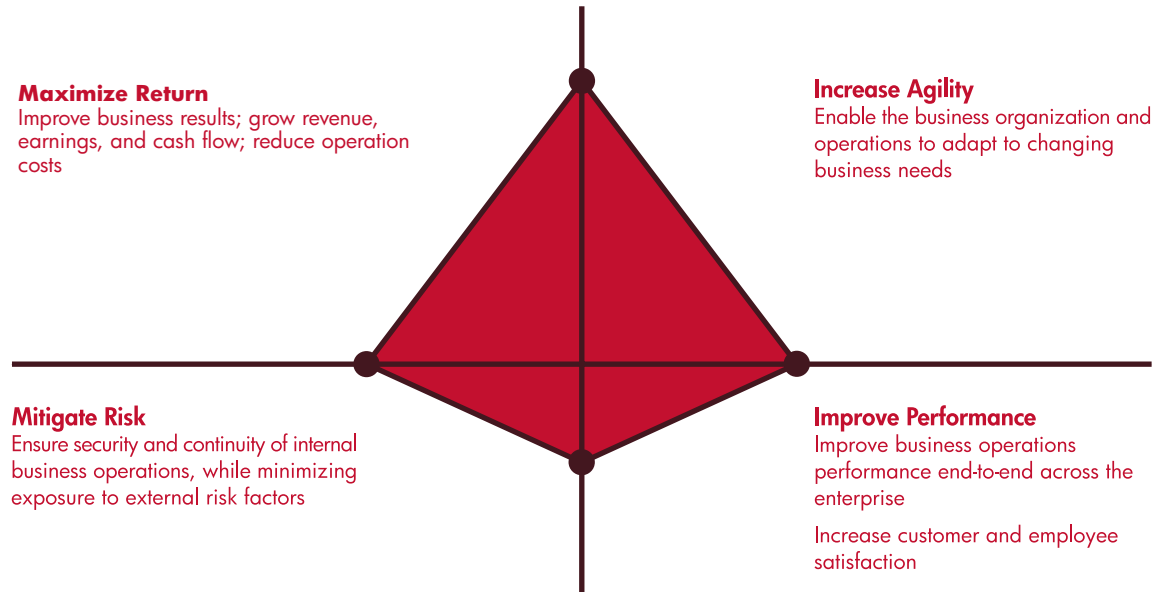 Maximize Return
Improve business results; grow revenue,
earnings, and cash flow; reduce operation
costs
Increase Agility
Enable the business organization and
operations to adapt to changing
business needs
Mitigate Risk
Ensure security and continuity of internal
business operations, while minimizing
exposure to external risk factors
Improve Performance
Improve business operations
performance end-to-end across the
enterprise
Increase customer and employee
satisfaction